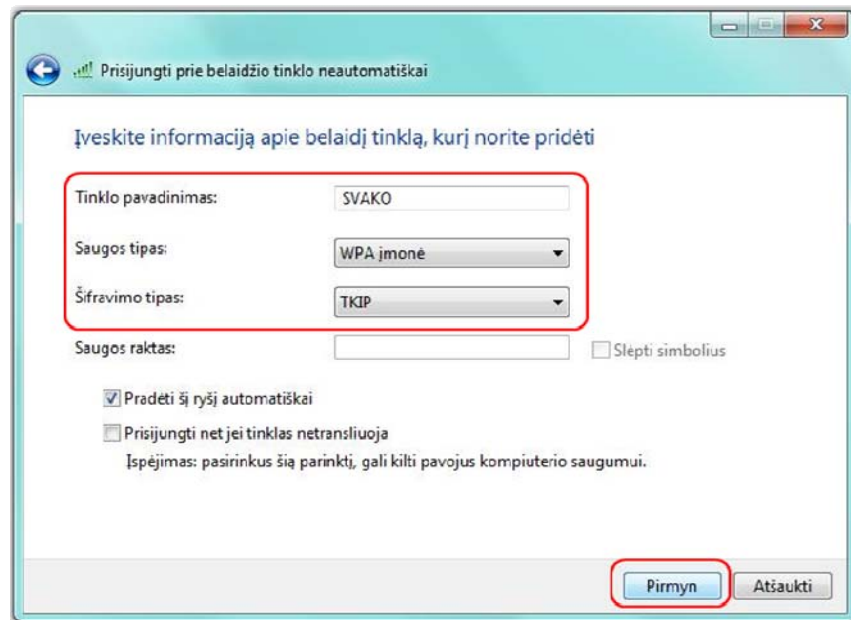 Prisijungti prie belaidžio tinklo neautomatiškai
Įveskite informaciją apie belaidį tinklą, kurį norite pridėti
Tinklo pavadinimas: SVAKO
Saugos tipas: WPA įmonė
Šifravimo tipas: TKIP
Saugos raktas: Slėpti simbolius
Pradėti šį ryšį automatiškai
Prisijungti net jei tinklas netransliuoja
Įspėjimas: pasirinkus šią parinktį, gali kilti pavojus kompiuterio saugumui.
Pirmyn Atšaukti